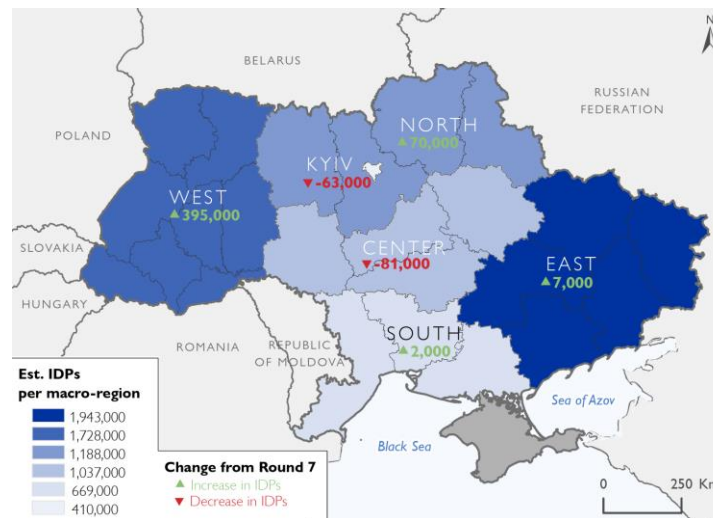 N
BELARUS
RUSSIAN
FEDERATION
POLAND
NORTH
70,000
KYIV
-63,000
WEST
395,000
SLOVAKIA
CENTER
-81,000
EAST
7,000
HUNGARY
SOUTH
2,000
ROMANIA
REPUBLIC
OF MOLDOVA
Est. IDPs
per macro-region
1,943,000
1,728,000
1,188,000
1,037,000
669,000
410,000
Sea of Azov
Black Sea
Change from Round 7
Increase in IDPs
Decrease in IDPs
0 250 Km